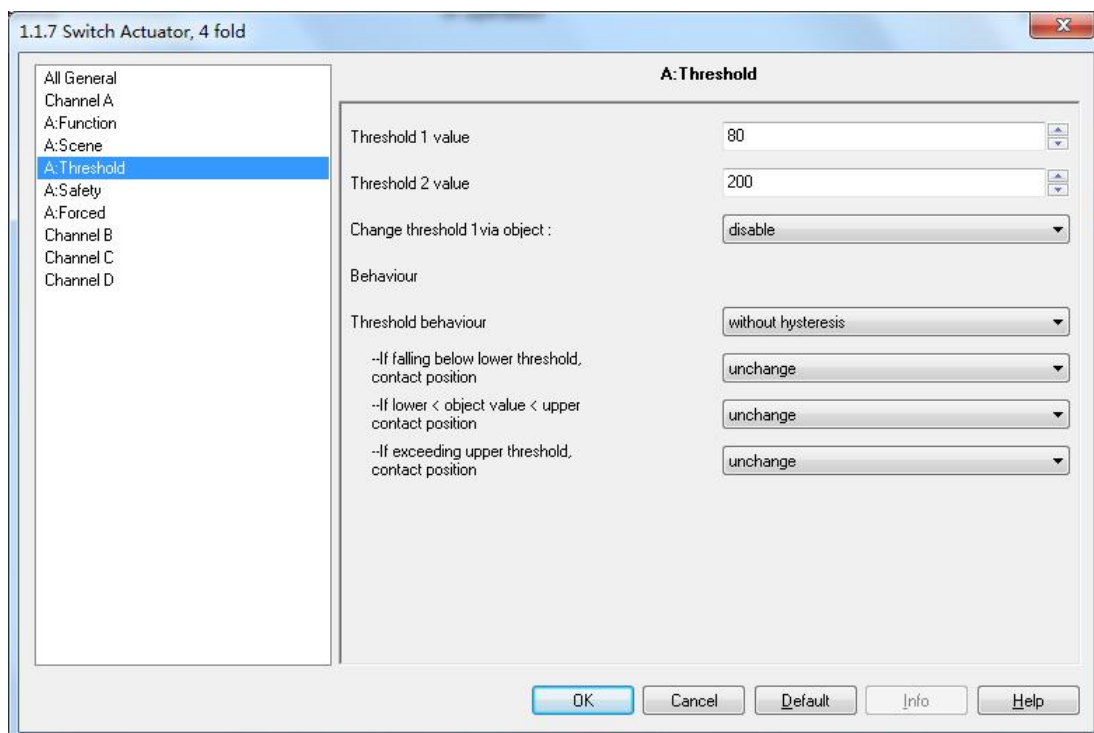 1.1.7 Switch Actuator, 4 fold
All General
Channel A
A:Function
A:Scene
A:Threshold
A:Safety
A:Forced
Channel B
Channel C
Channel D
A:Threshold
Threshold 1 value
80
Threshold 2 value
200
Change threshold 1via object :
disable
Behaviour
Threshold behaviour
without hysteresis
--If falling below lower threshold,
contact position
unchange
--If lower < object value < upper
contact position
unchange
--If exceeding upper threshold,
contact position
unchange
OK
Cancel
Default
Info
Help